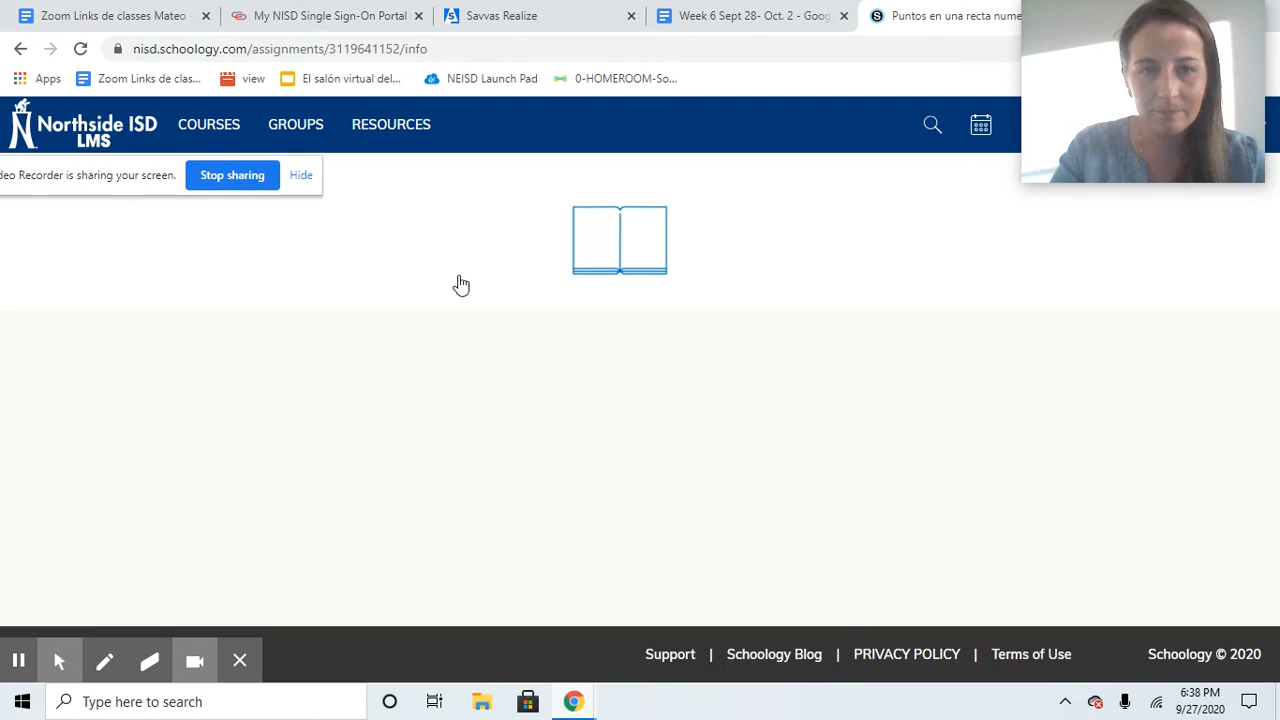 Zoom Links de classes Mateo
My NISD Single Sign-On Portal
Savvas Realize
Week 6 Sept 28- Oct. 2 - Goog
Puntos en una recta nume
nisd.schoology.com/assignments/3119641152/info
Apps
Zoom Links de clas...
view
El salón virtual del...
NEISD Launch Pad
0-HOMEROOM-So...
Northside ISD
LMS
COURSES
GROUPS
RESOURCES
deo Recorder is sharing your screen.
Stop sharing
Hide
Support | Schoology Blog | PRIVACY POLICY | Terms of Use
Schoology © 2020
Type here to search
6:38 PM
9/27/2020